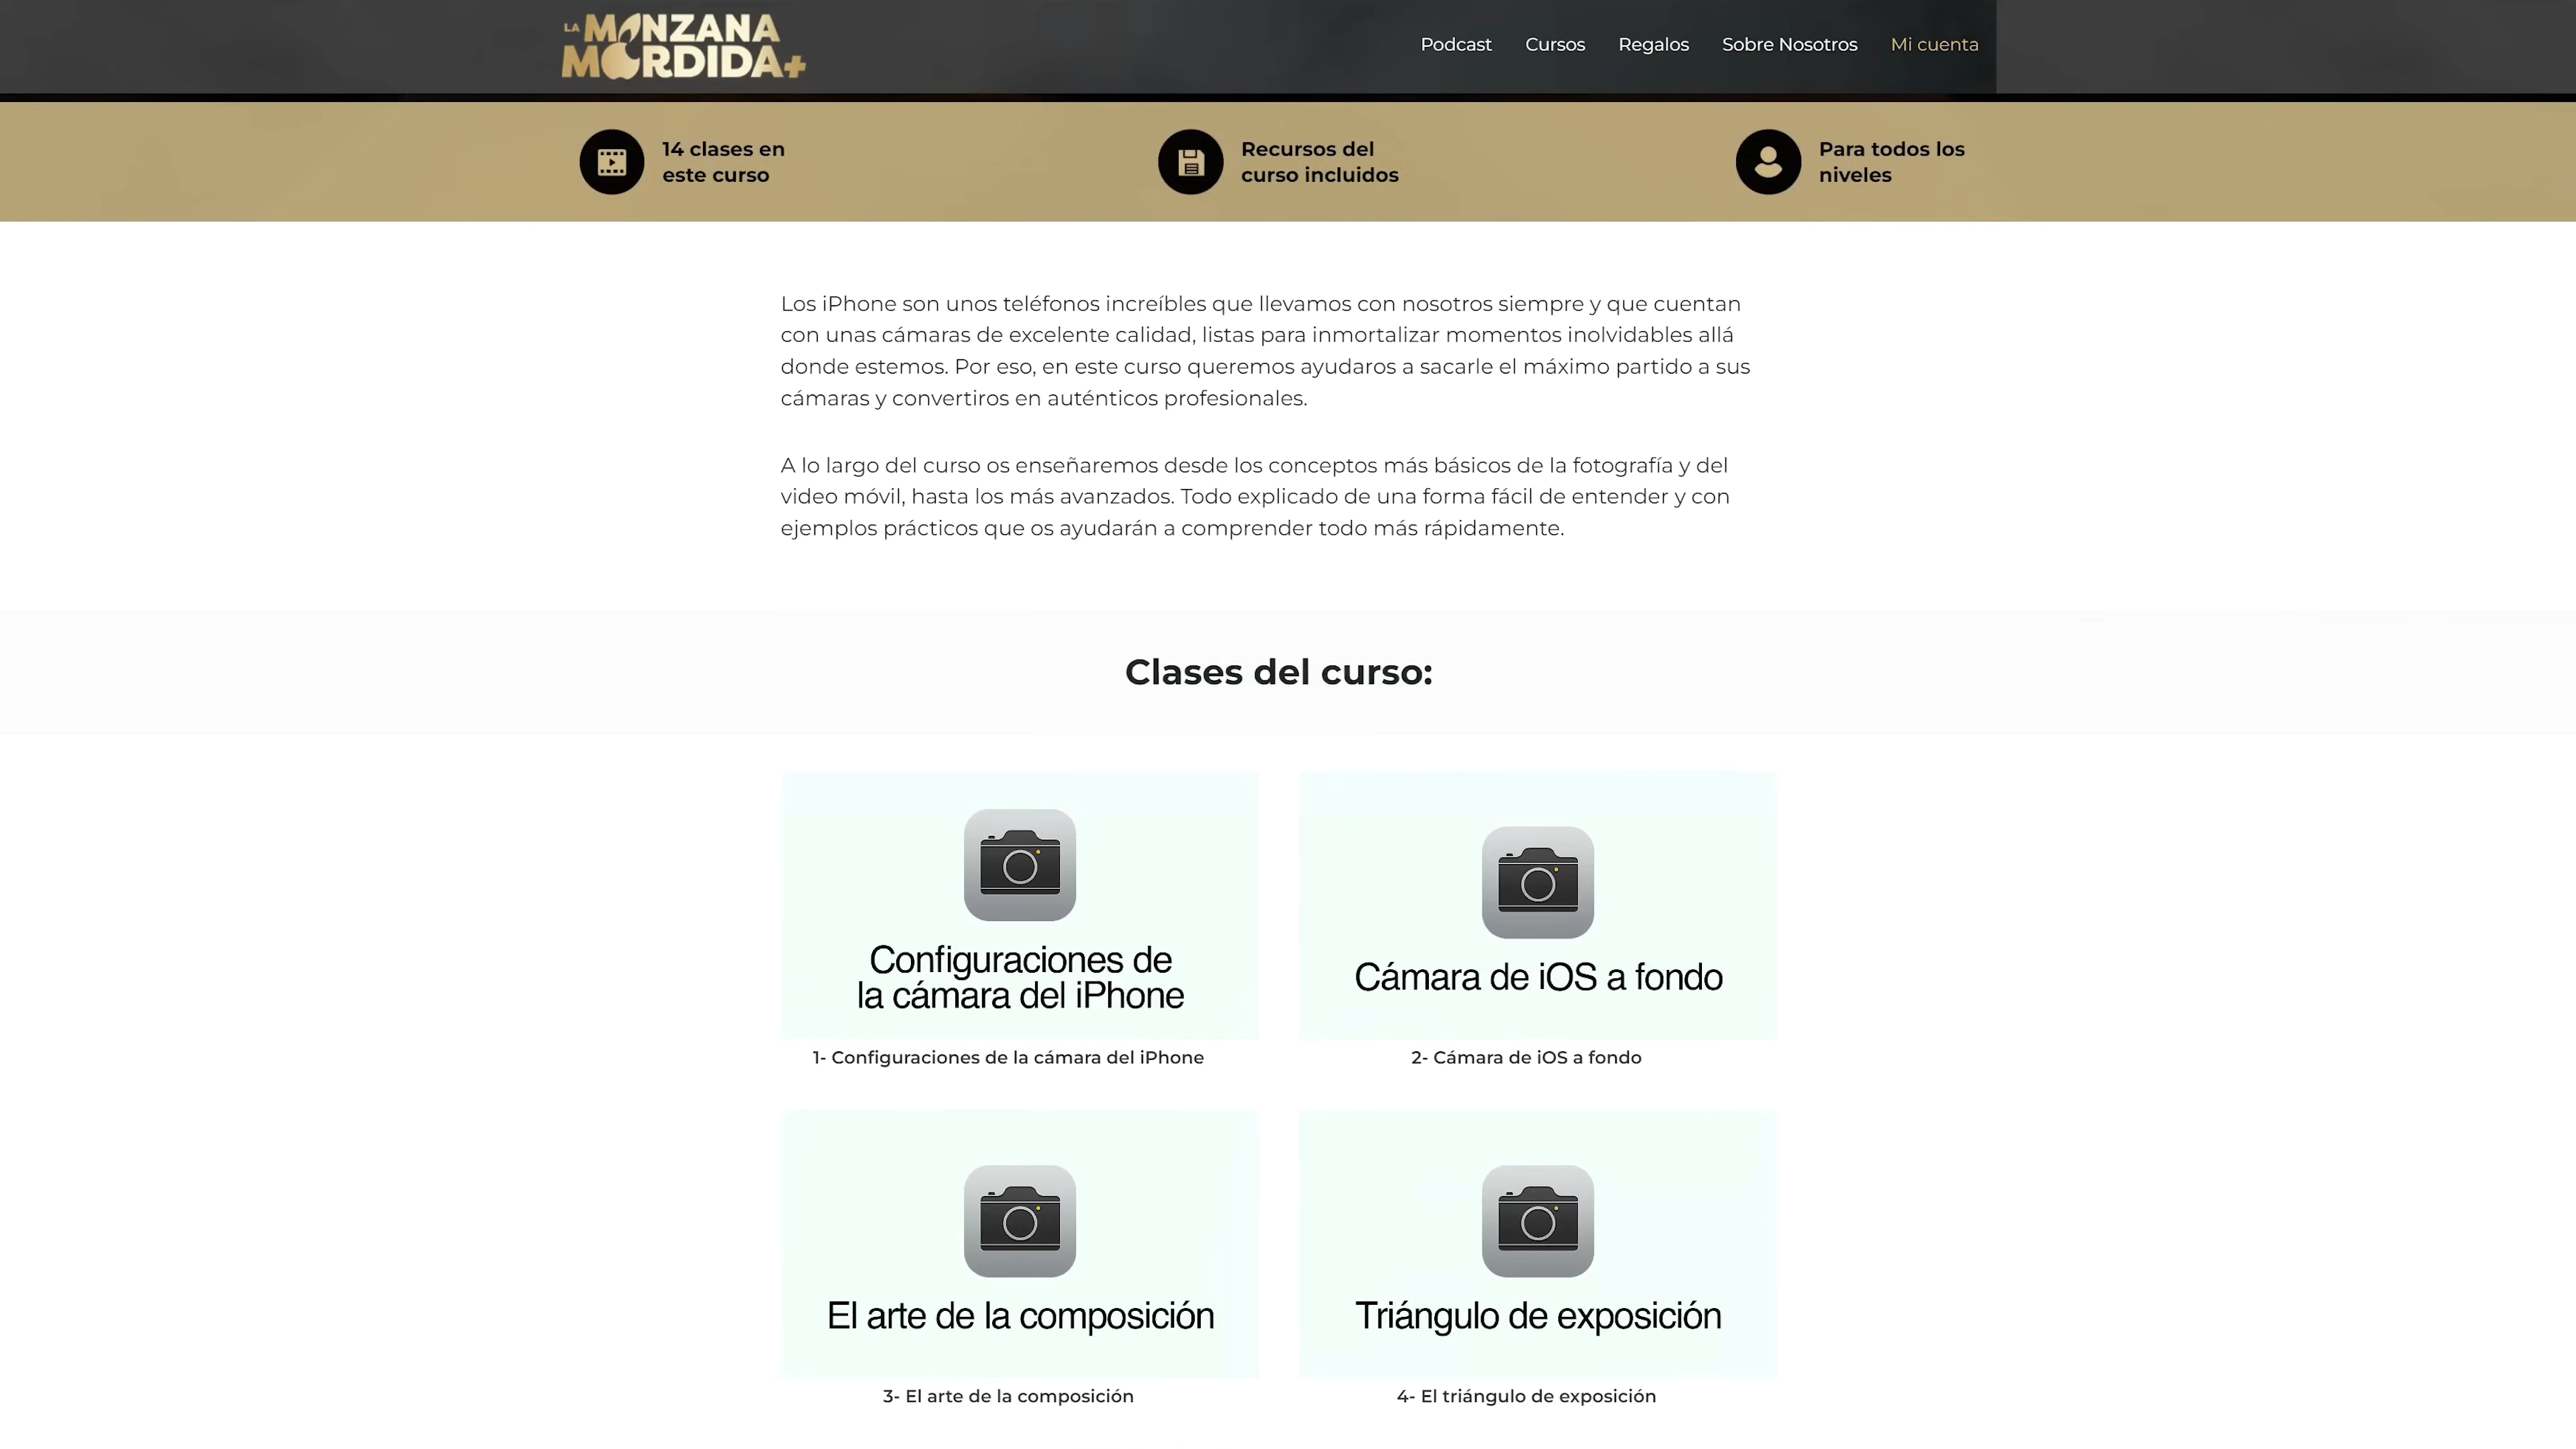 LA MANZANA
MORDIDA+
Podcast Cursos Regalos Sobre Nosotros Mi cuenta
14 clases en
este curso
Recursos del
curso incluidos
Para todos los
niveles
Los iPhone son unos teléfonos increíbles que llevamos con nosotros siempre y que cuentan
con unas cámaras de excelente calidad, listas para inmortalizar momentos inolvidables allá
donde estemos. Por eso, en este curso queremos ayudaros a sacarle el máximo partido a sus
cámaras y convertiros en auténticos profesionales.
A lo largo del curso os enseñaremos desde los conceptos más básicos de la fotografía y del
video móvil, hasta los más avanzados. Todo explicado de una forma fácil de entender y con
ejemplos prácticos que os ayudarán a comprender todo más rápidamente.
Clases del curso:
Configuraciones de
la cámara del iPhone
1- Configuraciones de la cámara del iPhone
Cámara de iOS a fondo
2- Cámara de iOS a fondo
El arte de la composición
3- El arte de la composición
Triángulo de exposición
4- El triángulo de exposición